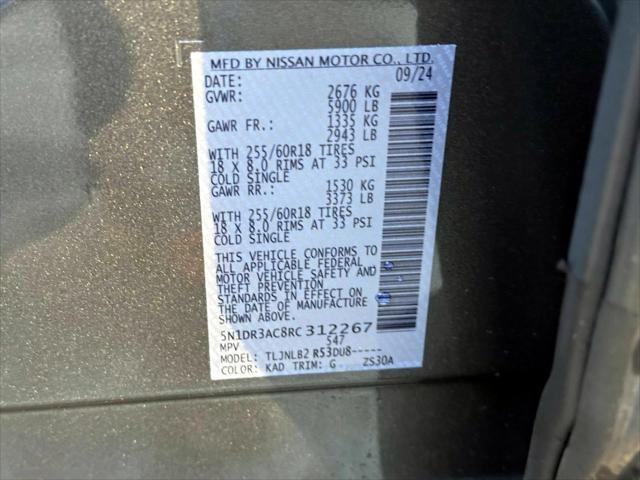 MFD BY NISSAN MOTOR CO., LTD.
DATE: 09/24
GVWR: 2676 KG
5900 LB
GAWR FR.: 1335 KG
2943 LB
WITH 255/60R18 TIRES
18 X 8.0 RIMS AT 33 PSI
COLD SINGLE
GAWR RR.: 1530 KG
3373 LB
WITH 255/60R18 TIRES
18 X 8.0 RIMS AT 33 PSI
COLD SINGLE
THIS VEHICLE CONFORMS TO
ALL APPLICABLE FEDERAL
MOTOR VEHICLE SAFETY AND
THEFT PREVENTION
STANDARDS IN EFFECT ON
THE DATE OF MANUFACTURE
SHOWN ABOVE.
5N1DR3AC8RC312267
MPV 547
MODEL: TLJNLB2 R53DU8-----
COLOR: KAD TRIM: G ZS30A